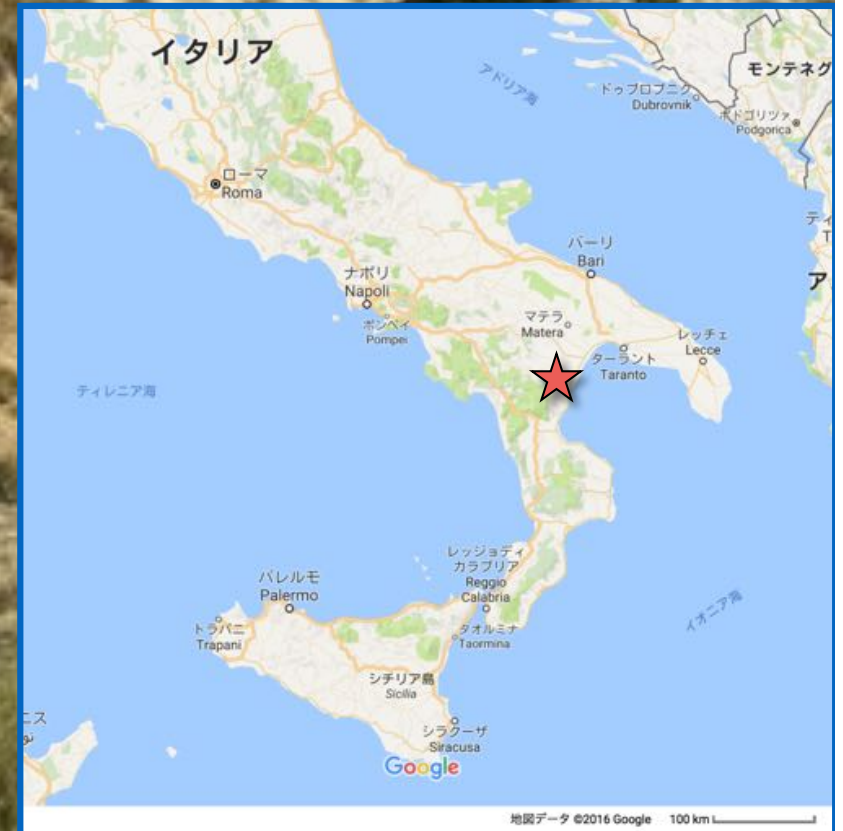 イタリア
アドリア海
モンテネグ
ドゥブロブニク
Dubrovnik
ポドゴリツァ
Podgorica
ローマ
Roma
ティ
T
バーリ
Bari
ア
ナポリ
Napoli
ポンペイ
Pompei
マテラ
Matera
レッチェ
Lecce
ターラント
Taranto
ティレニア海
レッジョディ
カラブリア
Reggio
Calabria
パレルモ
Palermo
イオニア海
トラパニ
Trapani
タオルミナ
Taormina
シチリア島
Sicilia
ニス
シラクーザ
Siracusa
Google
地図データ ©2016 Google 100 km